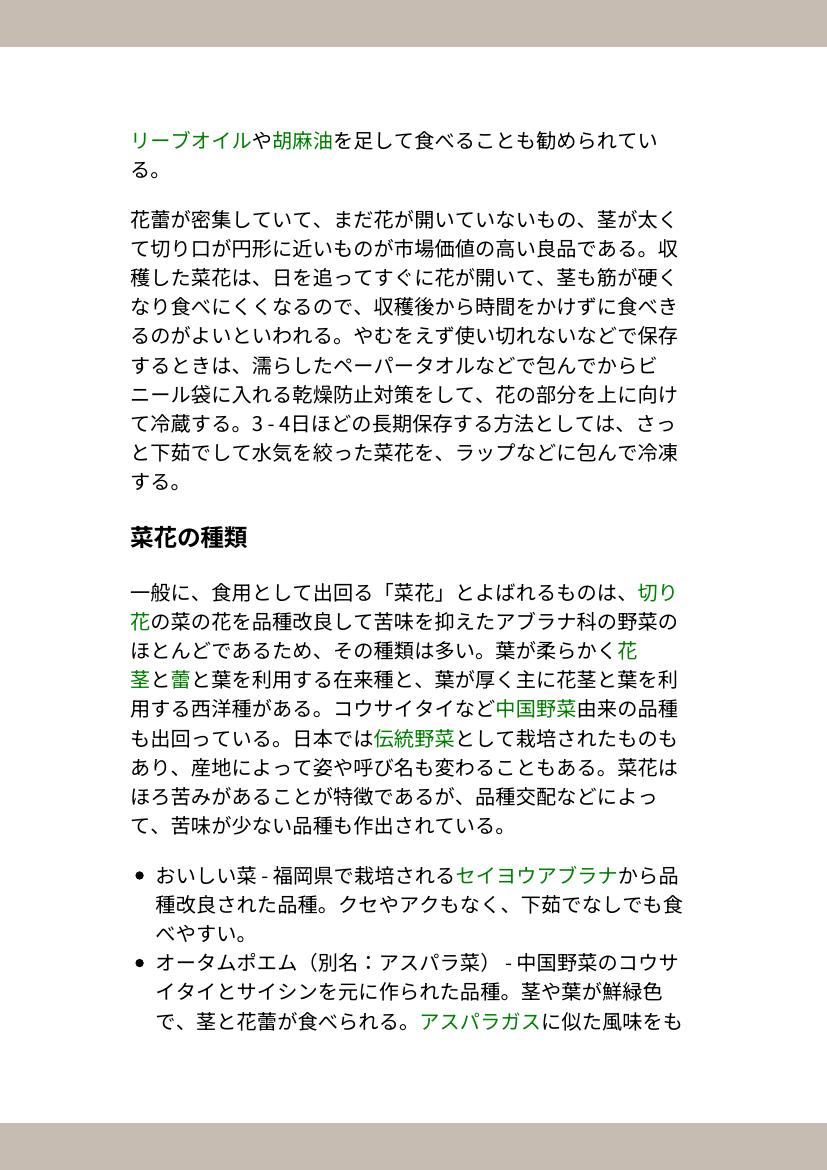 リーブオイルや胡麻油を足して食べることも勧められてい
る。
花蕾が密集していて、まだ花が開いていないもの、茎が太く
て切り口が円形に近いものが市場価値の高い良品である。収
穫した菜花は、日を追ってすぐに花が開いて、茎も筋が硬く
なり食べにくくなるので、収穫後から時間をかけずに食べき
るのがよいといわれる。やむをえず使い切れないなどで保存
するときは、濡らしたペーパータオルなどで包んでからビ
ニール袋に入れる乾燥防止対策をして、花の部分を上に向け
て冷蔵する。3 - 4日ほどの長期保存する方法としては、さっ
と下茹でして水気を絞った菜花を、ラップなどに包んで冷凍
する。
菜花の種類
一般に、食用として出回る「菜花」とよばれるものは、切り
花の菜の花を品種改良して苦味を抑えたアブラナ科の野菜の
ほとんどであるため、その種類は多い。葉が柔らかく花
茎と蕾と葉を利用する在来種と、葉が厚く主に花茎と葉を利
用する西洋種がある。コウサイタイなど中国野菜由来の品種
も出回っている。日本では伝統野菜として栽培されたものも
あり、産地によって姿や呼び名も変わることもある。菜花は
ほろ苦みがあることが特徴であるが、品種交配などによっ
て、苦味が少ない品種も作出されている。
• おいしい菜 - 福岡県で栽培されるセイヨウアブラナから品
種改良された品種。クセやアクもなく、下茹でなしでも食
べやすい。
• オータムポエム（別名：アスパラ菜） - 中国野菜のコウサ
イタイとサイシンを元に作られた品種。茎や葉が鮮緑色
で、茎と花蕾が食べられる。アスパラガスに似た風味をも